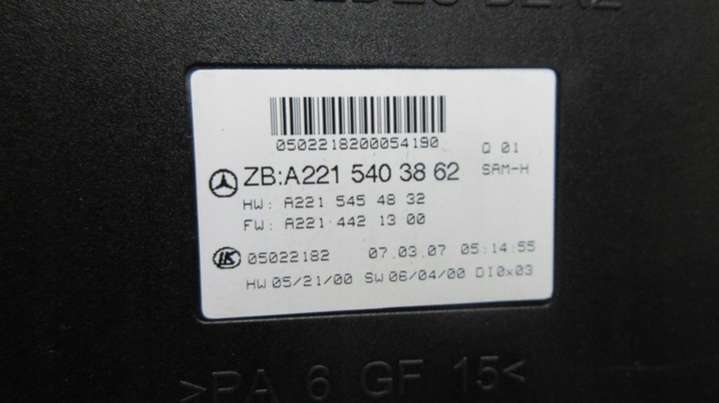 0502218200054190
Q 01
ZB:A221 540 38 62
SAM-H
HW: A221 545 48 32
FW: A221 442 13 00
LK 05022182 07.03.07 05:14:55
HW 05/21/00 SW 06/04/00 DI0x03
>PA 6 GF 15<